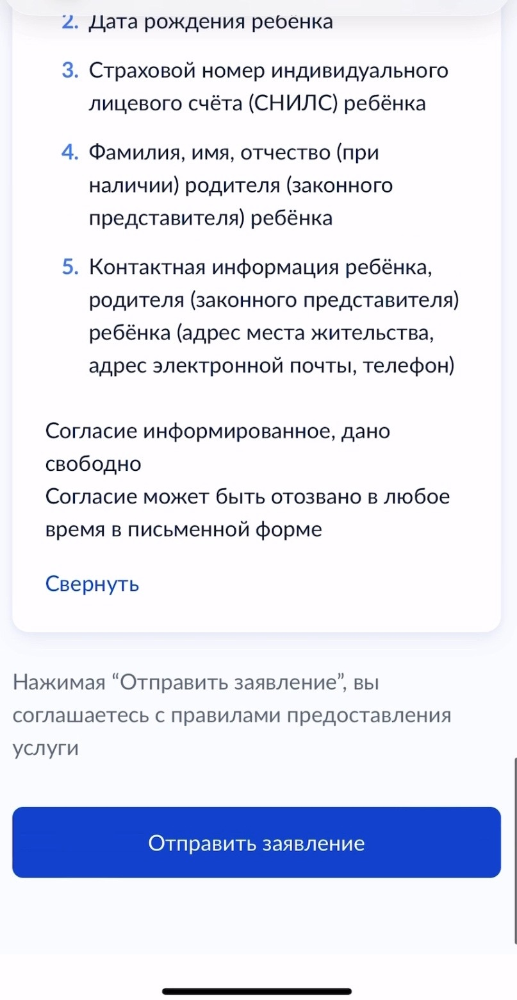 2. Дата рождения ребёнка
3. Страховой номер индивидуального
лицевого счёта (СНИЛС) ребёнка
4. Фамилия, имя, отчество (при
наличии) родителя (законного
представителя) ребёнка
5. Контактная информация ребёнка,
родителя (законного представителя)
ребёнка (адрес места жительства,
адрес электронной почты, телефон)
Согласие информированное, дано
свободно
Согласие может быть отозвано в любое
время в письменной форме
Свернуть
Нажимая “Отправить заявление”, вы
соглашаетесь с правилами предоставления
услуги
Отправить заявление